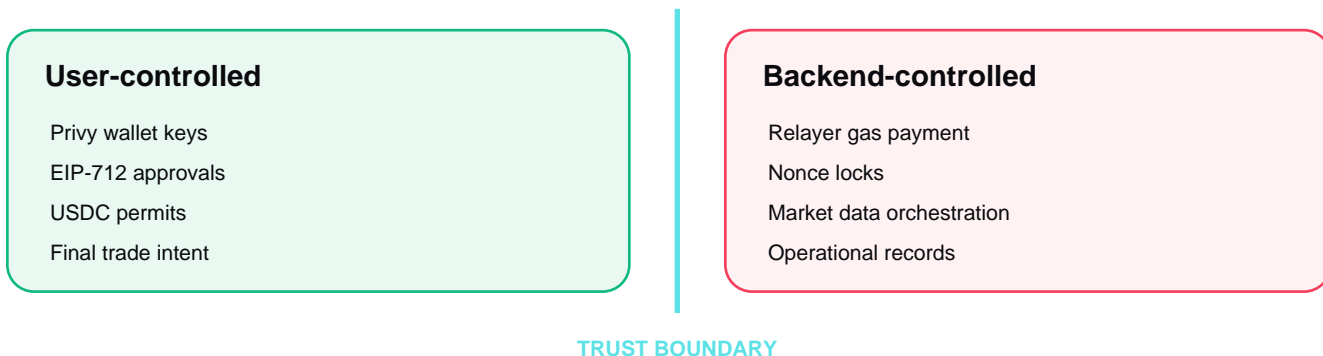 User-controlled
Privy wallet keys
EIP-712 approvals
USDC permits
Final trade intent
Backend-controlled
Relayer gas payment
Nonce locks
Market data orchestration
Operational records
TRUST BOUNDARY